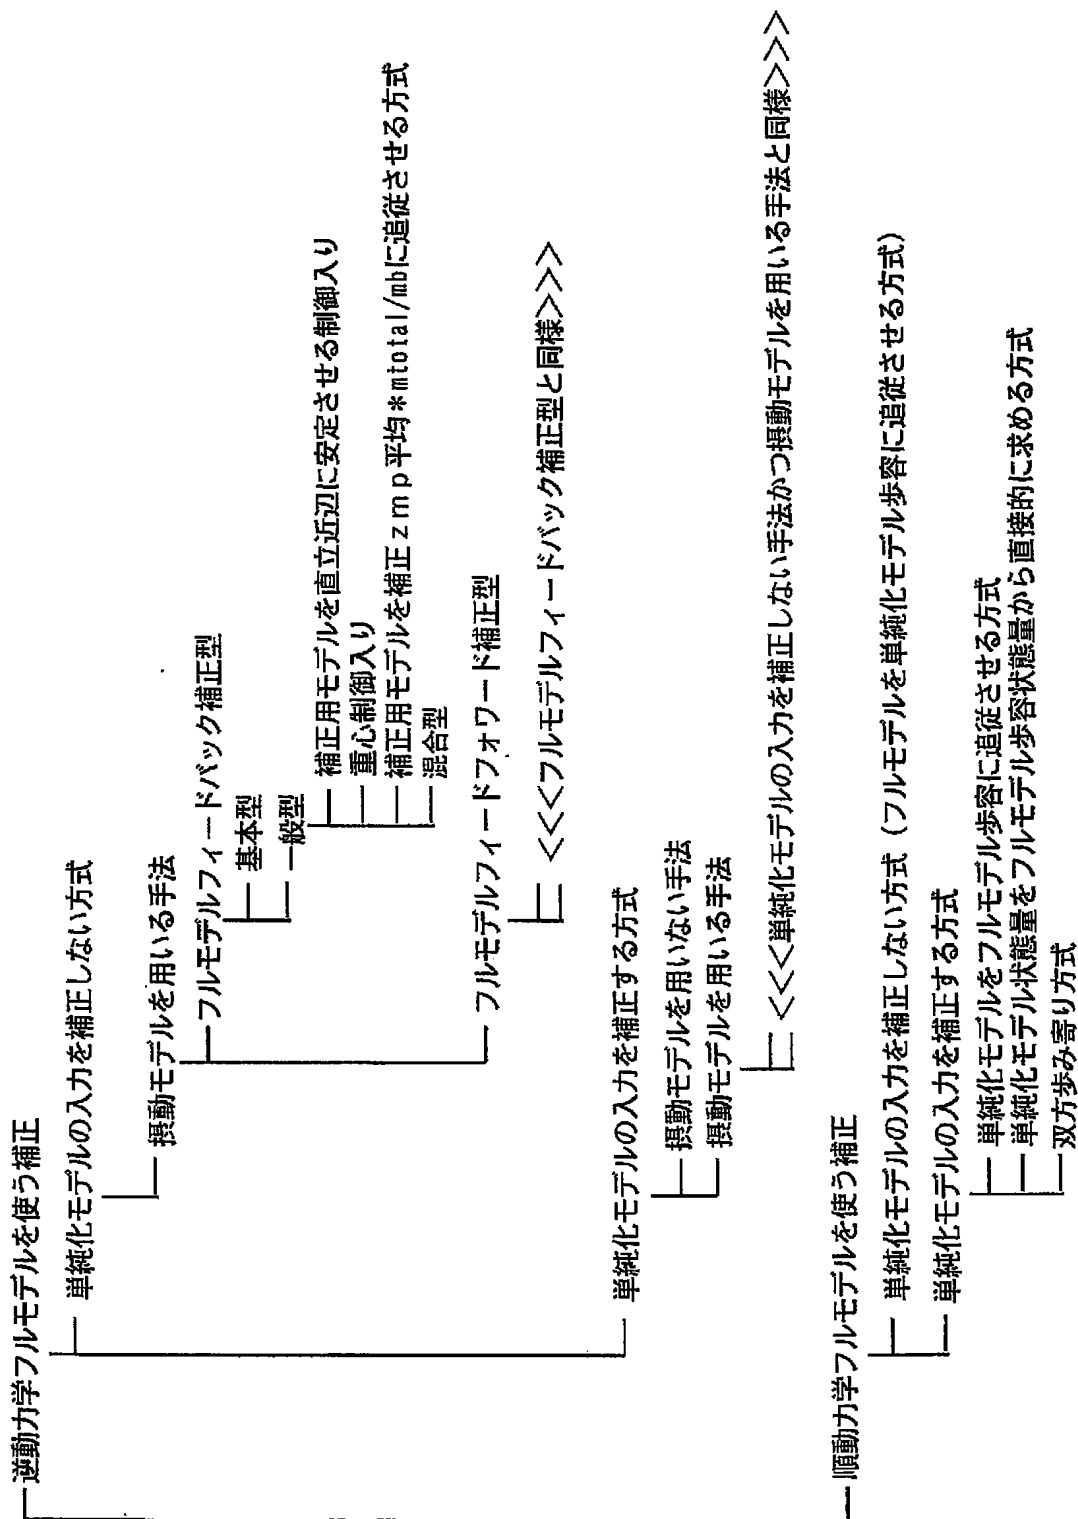 逆動力学フルモデルを使う補正
単純化モデルの入力を補正しない方式
摂動モデルを用いる手法
フルモデルフィードバック補正型
基本型
一般型
補正用モデルを直立近辺に安定させる制御入り
重心制御入り
補正用モデルを補正zmp平均*mtotal/mbに追従させる方式
混合型
フルモデルフィードフォワード補正型
<<<フルモデルフィードバック補正型と同様>>>
単純化モデルの入力を補正する方式
摂動モデルを用いない手法
摂動モデルを用いる手法
<<<単純化モデルの入力を補正しない手法かつ摂動モデルを用いる手法と同様>>>
順動力学フルモデルを使う補正
単純化モデルの入力を補正しない方式(フルモデルを単純化モデル歩容に追従させる方式)
単純化モデルの入力を補正する方式
単純化モデルをフルモデル歩容に追従させる方式
単純化モデル状態量をフルモデル歩容状態量から直接的に求める方式
双方歩み寄り方式